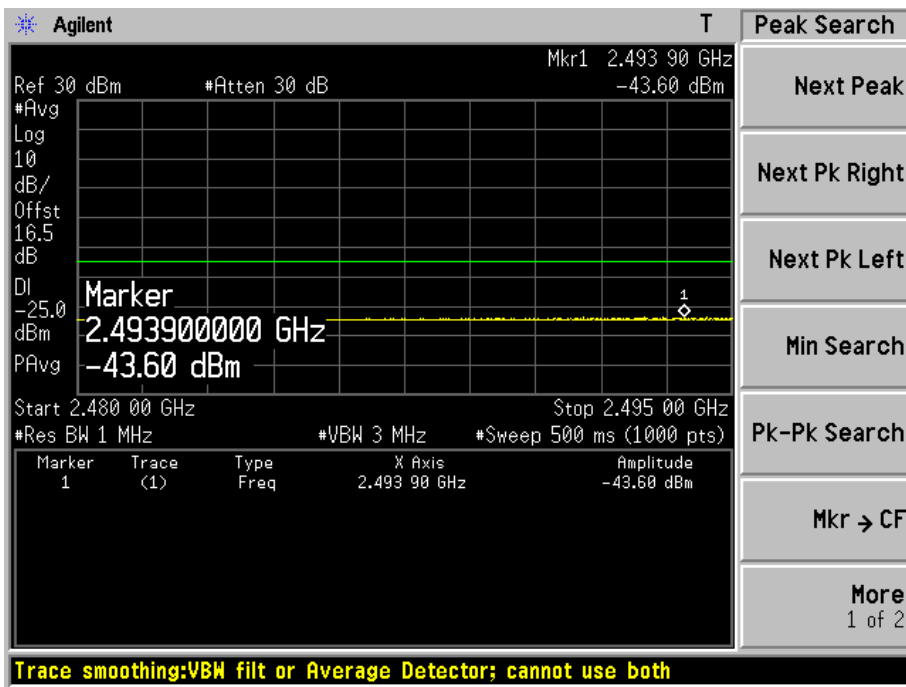 Agilent T
Peak Search
Mkr1 2.493 90 GHz
Ref 30 dBm #Atten 30 dB -43.60 dBm
#Avg
Log
10
dB/
Offst
16.5
dB
DI
-25.0
dBm
PAvg
Marker
2.493900000 GHz
-43.60 dBm
1
Start 2.480 00 GHz Stop 2.495 00 GHz
#Res BW 1 MHz #VBW 3 MHz #Sweep 500 ms (1000 pts)
Marker Trace Type X Axis Amplitude
1 (1) Freq 2.493 90 GHz -43.60 dBm
Next Peak
Next Pk Right
Next Pk Left
Min Search
Pk-Pk Search
Mkr → CF
More
1 of 2
Trace smoothing:VBW filt or Average Detector; cannot use both